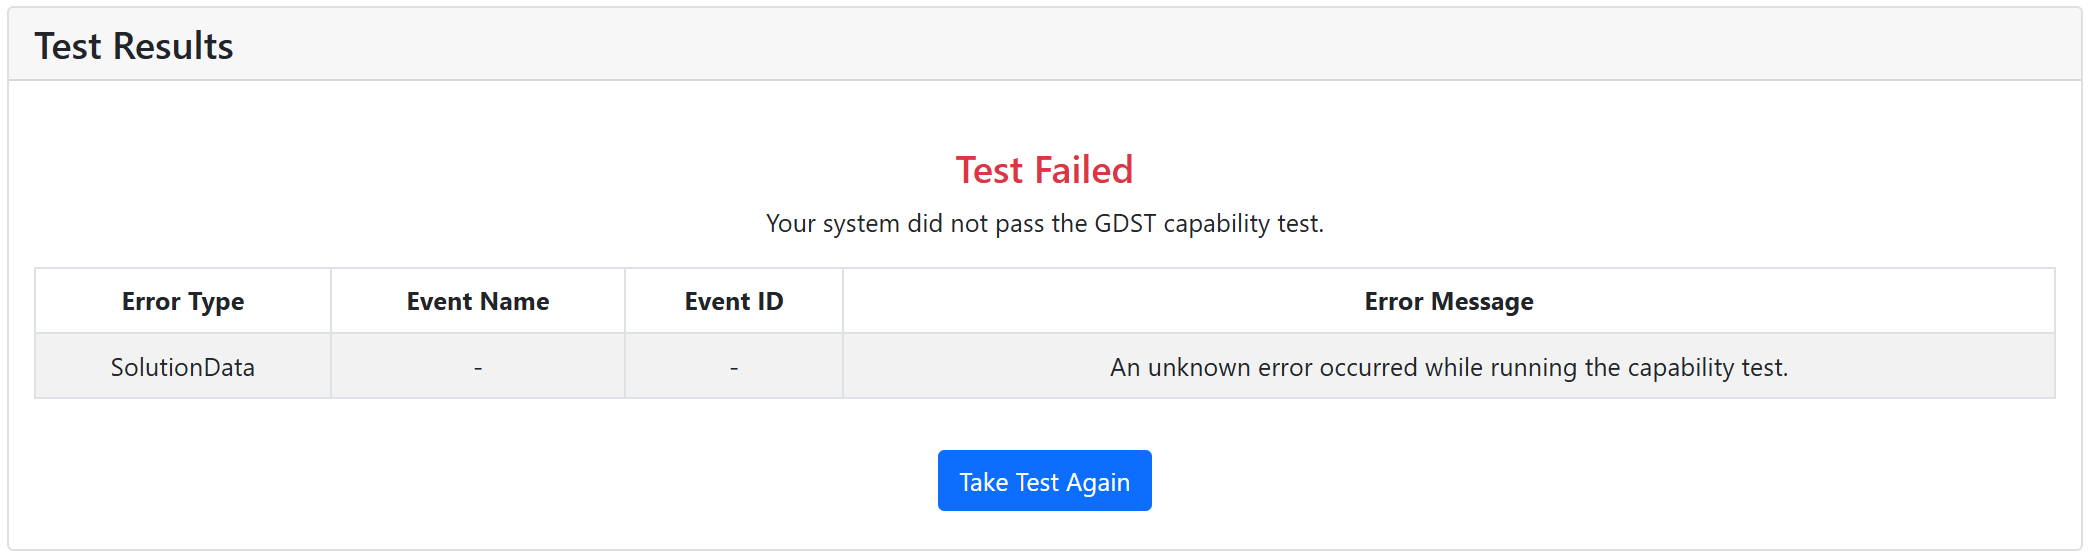 Test Results
Test Failed
Your system did not pass the GDST capability test.
Error Type Event Name Event ID Error Message
SolutionData - - An unknown error occurred while running the capability test.
Take Test Again